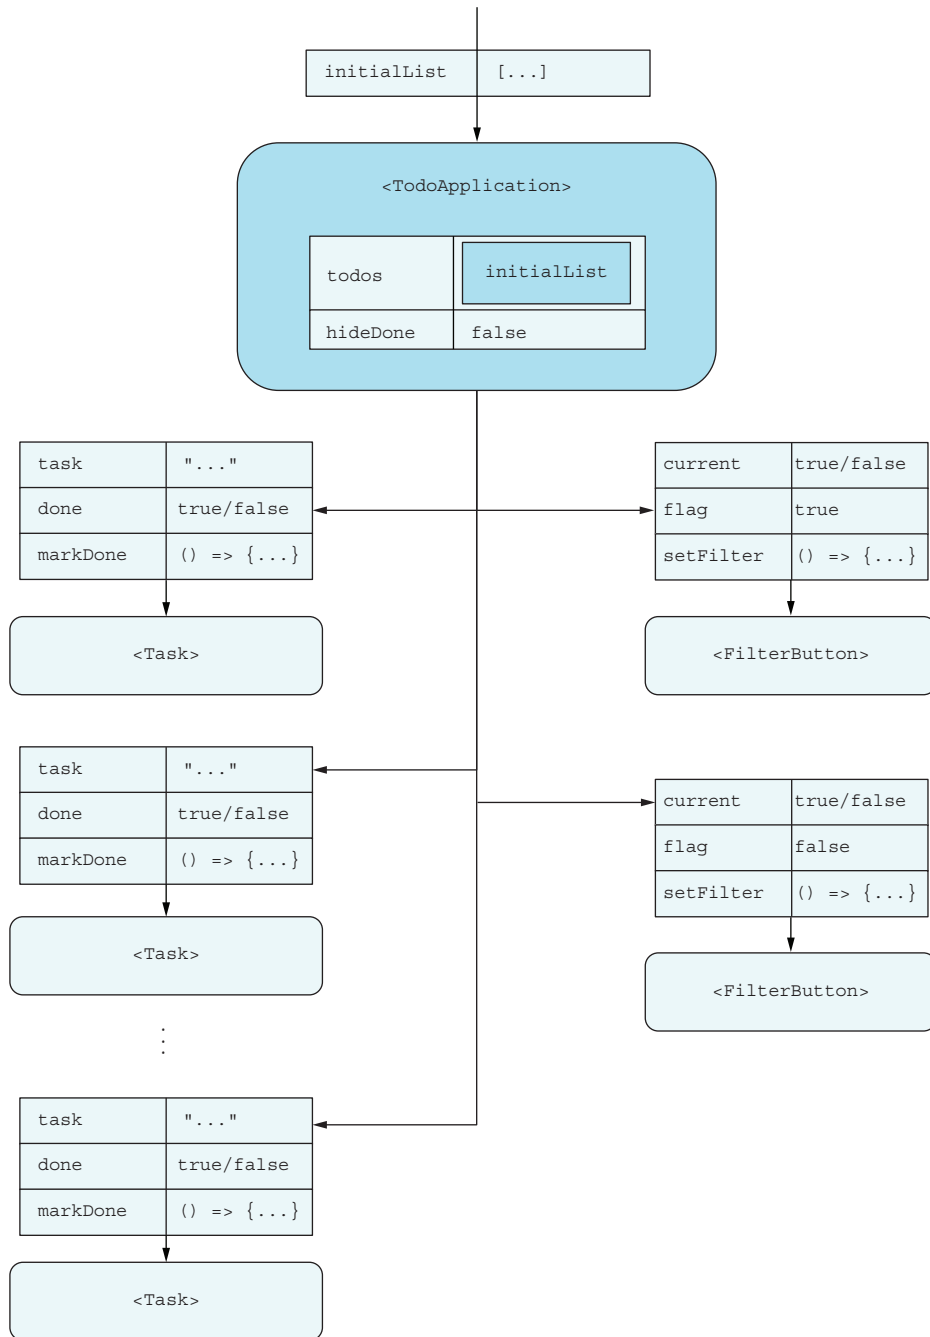 initialList [...]
<TodoApplication>
todos initialList
hideDone false
task "..."
done true/false
markDone () => {...}
<Task>
current true/false
flag true
setFilter () => {...}
<FilterButton>
task "..."
done true/false
markDone () => {...}
<Task>
current true/false
flag false
setFilter () => {...}
<FilterButton>
task "..."
done true/false
markDone () => {...}
<Task>